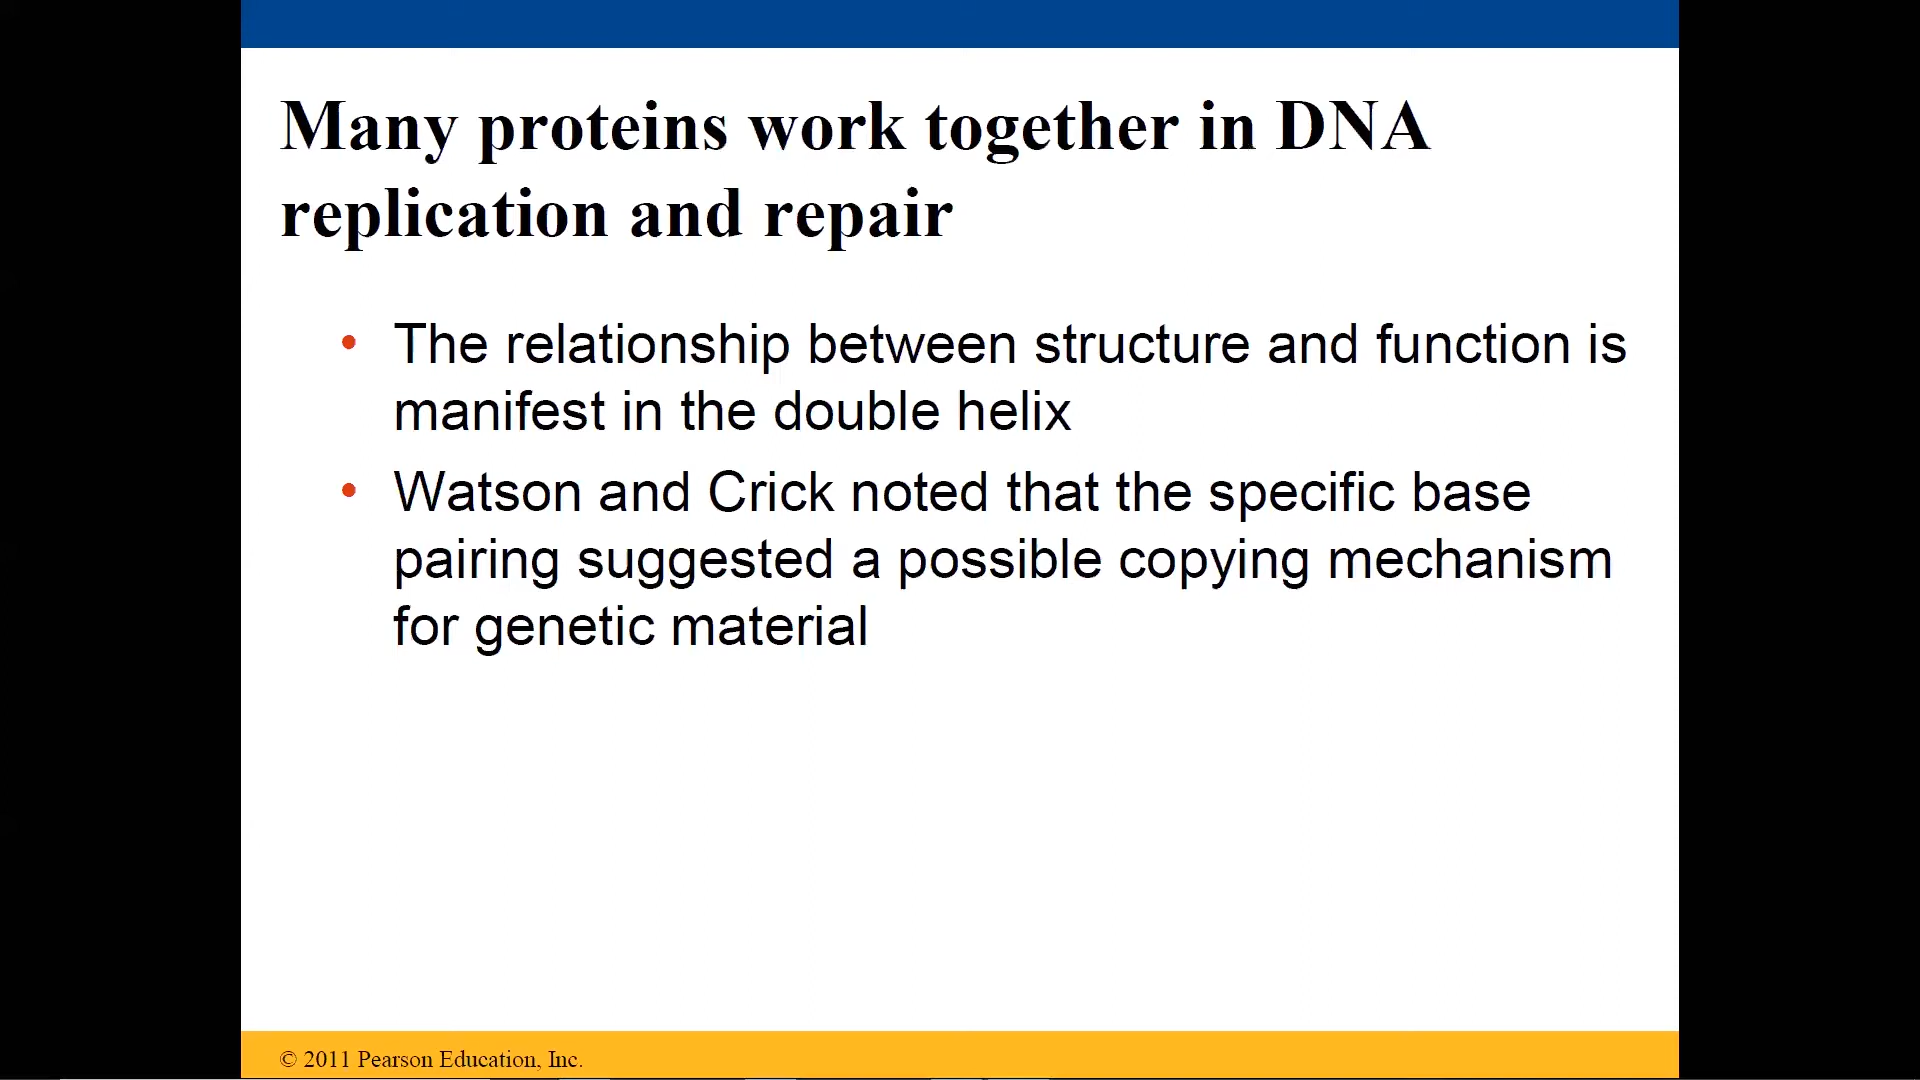 Many proteins work together in DNA
replication and repair
• The relationship between structure and function is
manifest in the double helix
• Watson and Crick noted that the specific base
pairing suggested a possible copying mechanism
for genetic material
© 2011 Pearson Education, Inc.